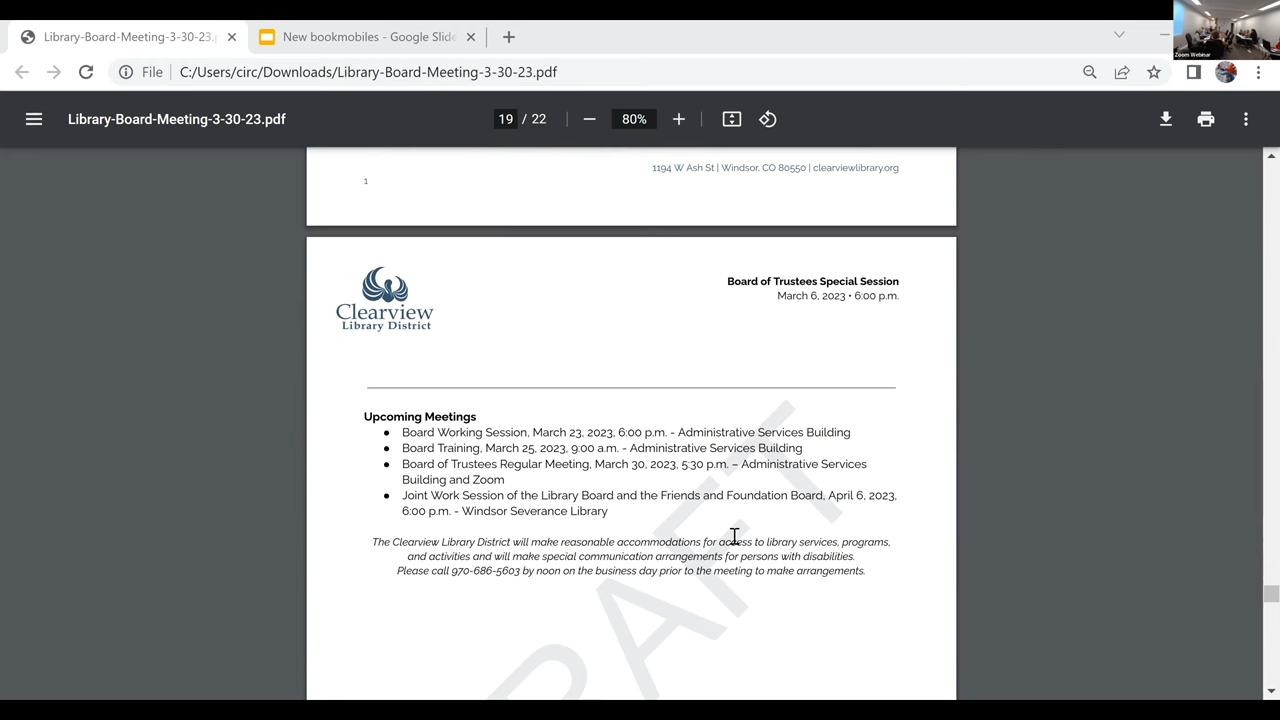 Library-Board-Meeting-3-30-23.p
New bookmobiles - Google Slide
File
C:/Users/circ/Downloads/Library-Board-Meeting-3-30-23.pdf
Zoom Webinar
Library-Board-Meeting-3-30-23.pdf
19 / 22
80%
1194 W Ash St | Windsor, CO 80550 | clearviewlibrary.org
1
Clearview
Library District
Board of Trustees Special Session
March 6, 2023 • 6:00 p.m.
Upcoming Meetings
● Board Working Session, March 23, 2023, 6:00 p.m. - Administrative Services Building
● Board Training, March 25, 2023, 9:00 a.m. - Administrative Services Building
● Board of Trustees Regular Meeting, March 30, 2023, 5:30 p.m. – Administrative Services
Building and Zoom
● Joint Work Session of the Library Board and the Friends and Foundation Board, April 6, 2023,
6:00 p.m. - Windsor Severance Library
The Clearview Library District will make reasonable accommodations for access to library services, programs,
and activities and will make special communication arrangements for persons with disabilities.
Please call 970-686-5603 by noon on the business day prior to the meeting to make arrangements.
RAFT